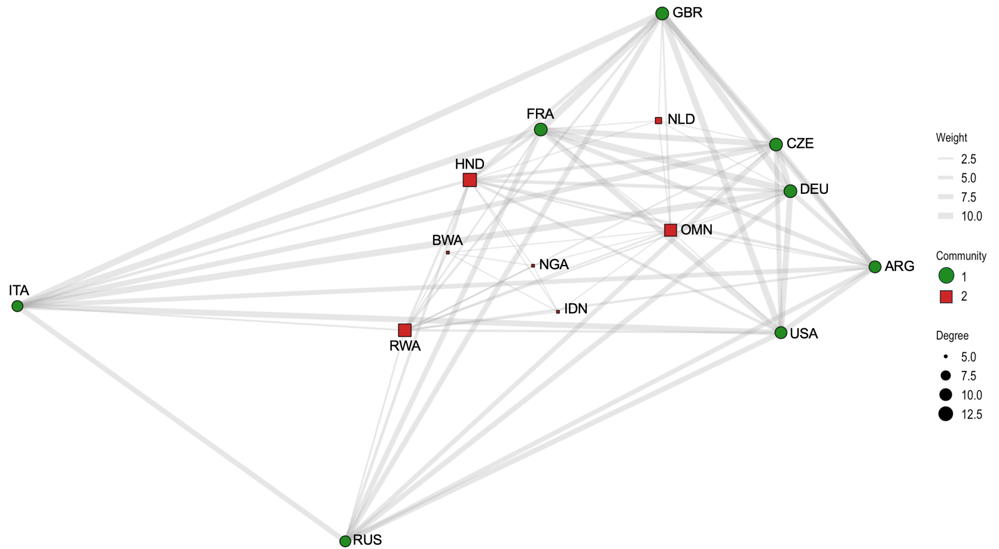 GBR
FRA
NLD
CZE
HND
DEU
OMN
BWA
NGA
ARG
ITA
IDN
USA
RWA
RUS
Weight
2.5
5.0
7.5
10.0
Community
1
2
Degree
5.0
7.5
10.0
12.5